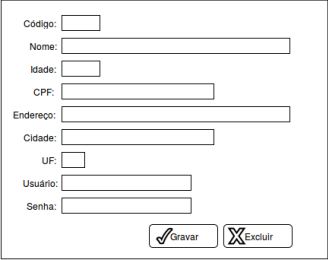 Código:
Nome:
Idade:
CPF:
Endereço:
Cidade:
UF:
Usuário:
Senha:
Gravar Excluir